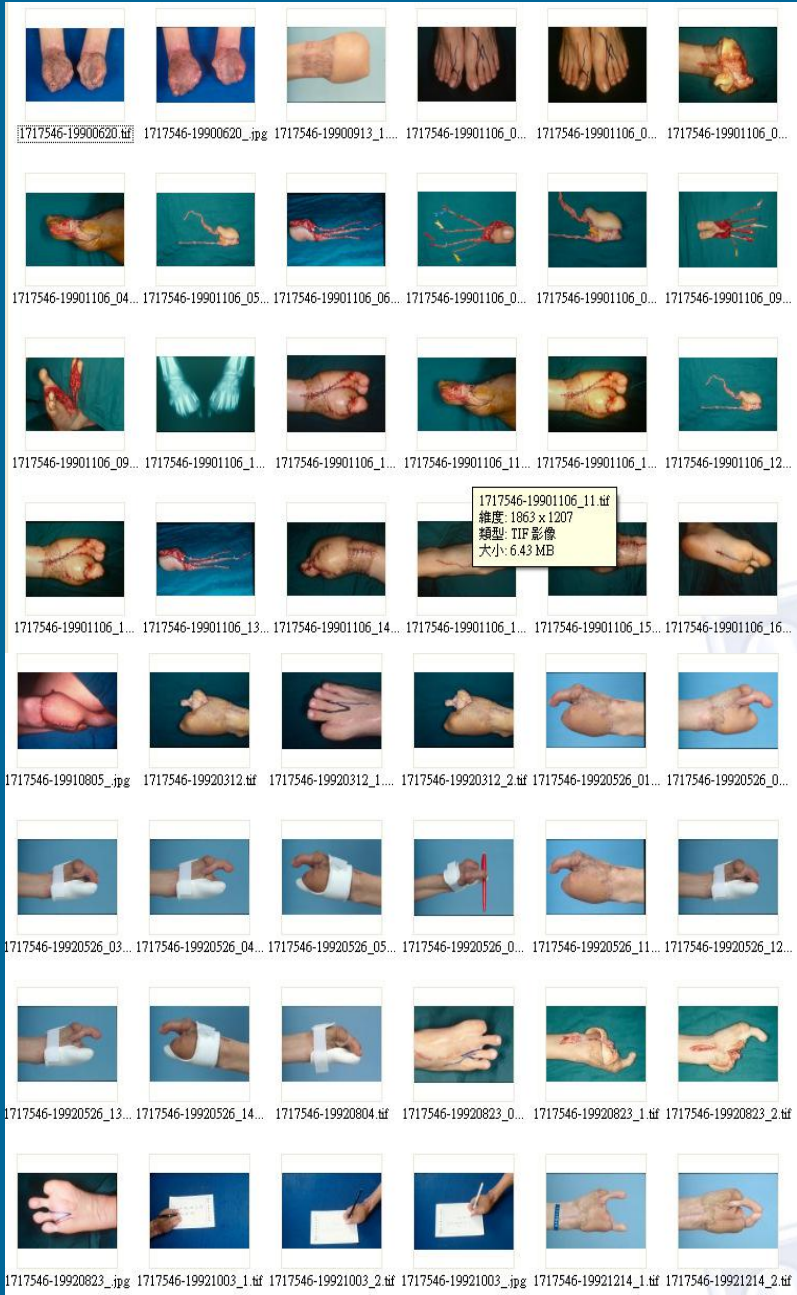 1717546-19900620.tif
1717546-19900620_.jpg
1717546-19900913_1....
1717546-19901106_0...
1717546-19901106_0...
1717546-19901106_0...
1717546-19901106_04...
1717546-19901106_05...
1717546-19901106_06...
1717546-19901106_0...
1717546-19901106_0...
1717546-19901106_09...
1717546-19901106_09...
1717546-19901106_1...
1717546-19901106_1...
1717546-19901106_11...
1717546-19901106_1...
1717546-19901106_12...
1717546-19901106_11.tif
維度: 1863 x 1207
類型: TIF 影像
大小: 6.43 MB
1717546-19901106_1...
1717546-19901106_13...
1717546-19901106_14...
1717546-19901106_1...
1717546-19901106_15...
1717546-19901106_16...
1717546-19910805_.jpg
1717546-19920312.tif
1717546-19920312_1....
1717546-19920312_2.tif
1717546-19920526_01...
1717546-19920526_0...
1717546-19920526_03...
1717546-19920526_04...
1717546-19920526_05...
1717546-19920526_0...
1717546-19920526_11...
1717546-19920526_12...
1717546-19920526_13...
1717546-19920526_14...
1717546-19920804.tif
1717546-19920823_0...
1717546-19920823_1.tif
1717546-19920823_2.tif
1717546-19920823_.jpg
1717546-19921003_1.tif
1717546-19921003_2.tif
1717546-19921003_.jpg
1717546-19921214_1.tif
1717546-19921214_2.tif